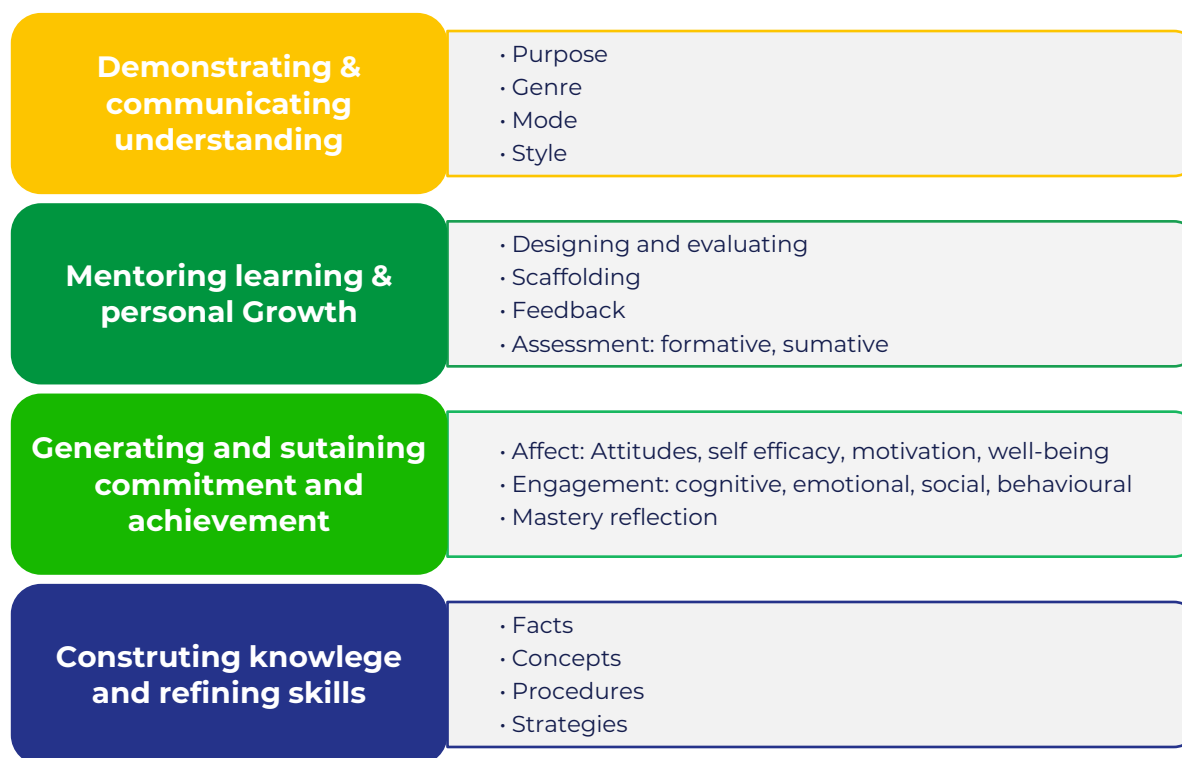 Demonstrating &
communicating
understanding
• Purpose
• Genre
• Mode
• Style
Mentoring learning &
personal Growth
• Designing and evaluating
• Scaffolding
• Feedback
• Assessment: formative, sumative
Generating and sutaining
commitment and
achievement
• Affect: Attitudes, self efficacy, motivation, well-being
• Engagement: cognitive, emotional, social, behavioural
• Mastery reflection
Construting knowlege
and refining skills
• Facts
• Concepts
• Procedures
• Strategies